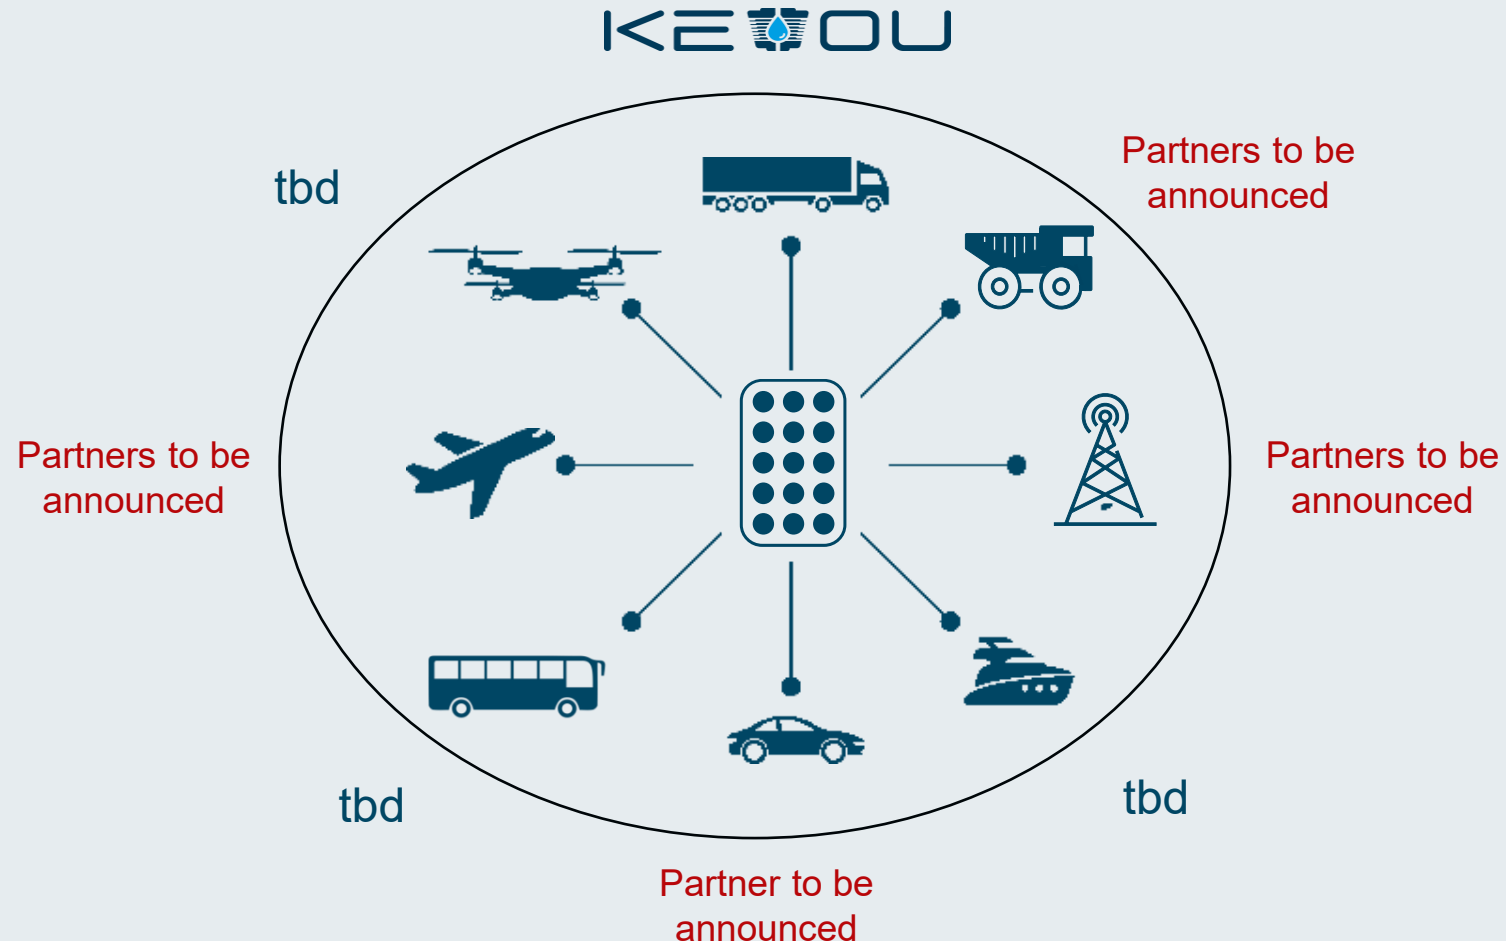 KEYOU
tbd
Partners to be
announced
Partners to be
announced
Partners to be
announced
tbd
tbd
Partner to be
announced